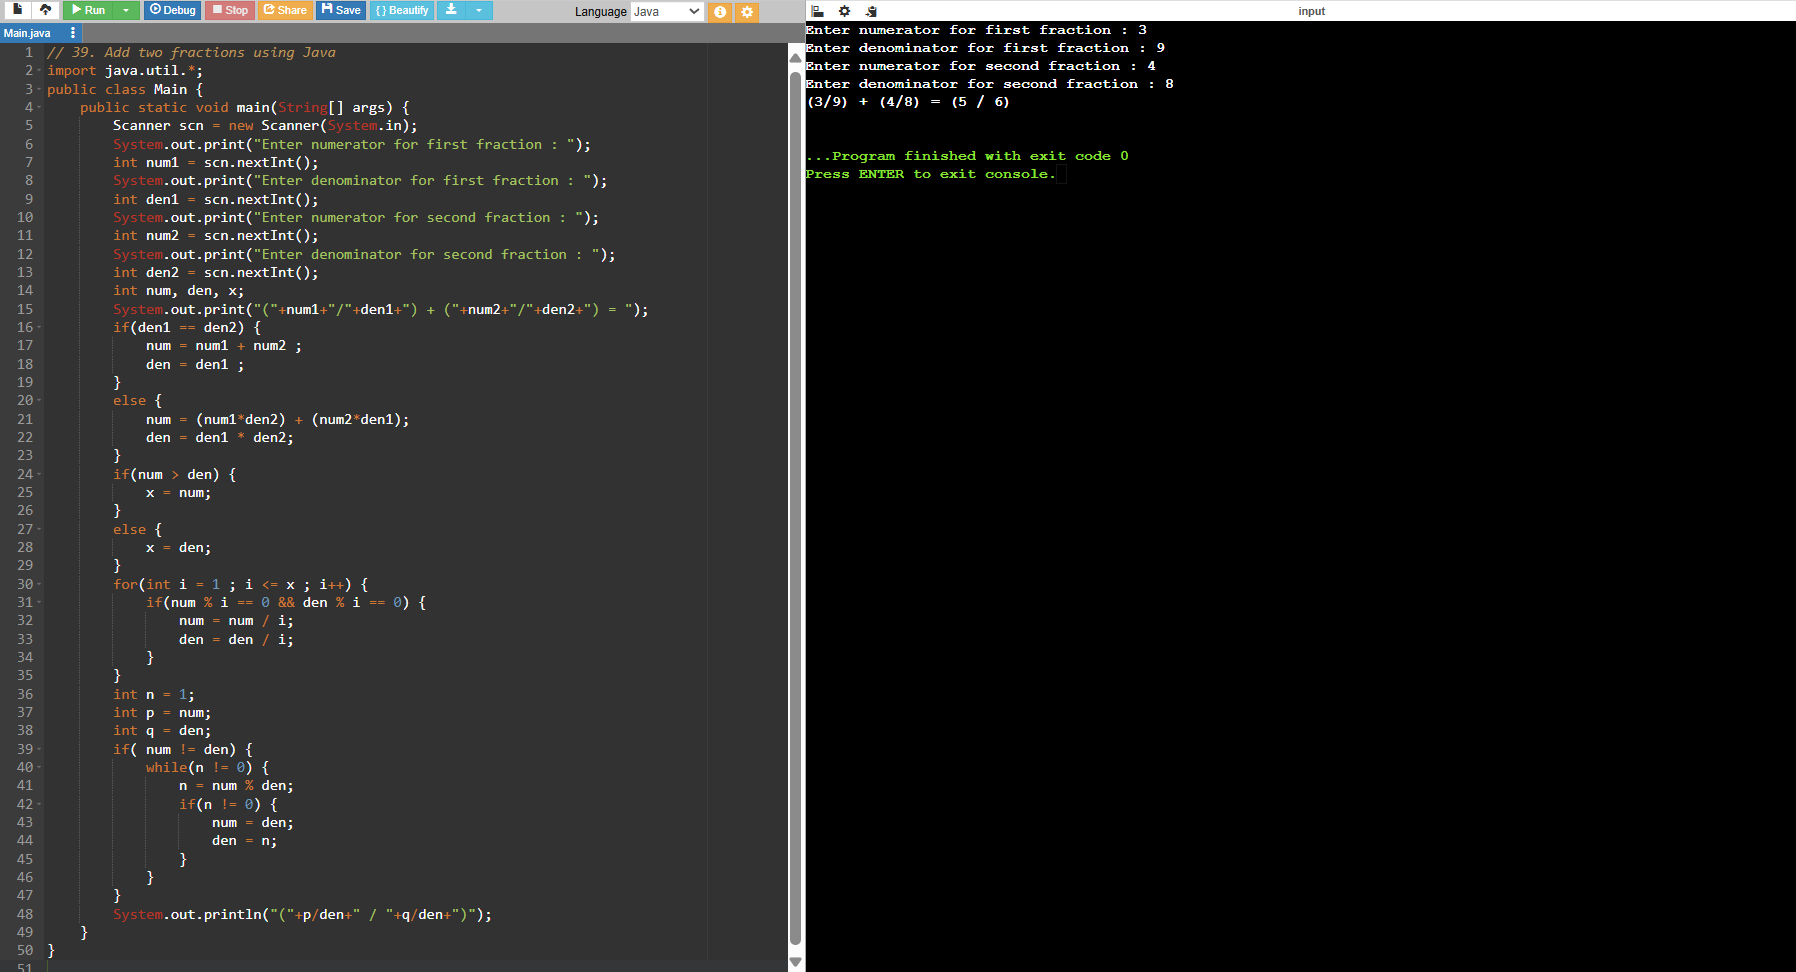 Run Debug Stop Share Save {} Beautify Language Java
input
Main.java
1 // 39. Add two fractions using Java
2 import java.util.*;
3 public class Main {
4 public static void main(String[] args) {
5 Scanner scn = new Scanner(System.in);
6 System.out.print("Enter numerator for first fraction : ");
7 int num1 = scn.nextInt();
8 System.out.print("Enter denominator for first fraction : ");
9 int den1 = scn.nextInt();
10 System.out.print("Enter numerator for second fraction : ");
11 int num2 = scn.nextInt();
12 System.out.print("Enter denominator for second fraction : ");
13 int den2 = scn.nextInt();
14 int num, den, x;
15 System.out.print("("+num1+"/"+den1+") + ("+num2+"/"+den2+") = ");
16 if(den1 == den2) {
17 num = num1 + num2 ;
18 den = den1 ;
19 }
20 else {
21 num = (num1*den2) + (num2*den1);
22 den = den1 * den2;
23 }
24 if(num > den) {
25 x = num;
26 }
27 else {
28 x = den;
29 }
30 for(int i = 1 ; i <= x ; i++) {
31 if(num % i == 0 && den % i == 0) {
32 num = num / i;
33 den = den / i;
34 }
35 }
36 int n = 1;
37 int p = num;
38 int q = den;
39 if( num != den) {
40 while(n != 0) {
41 n = num % den;
42 if(n != 0) {
43 num = den;
44 den = n;
45 }
46 }
47 }
48 System.out.println("("+p/den+" / "+q/den+")");
49 }
50 }
51
Enter numerator for first fraction : 3
Enter denominator for first fraction : 9
Enter numerator for second fraction : 4
Enter denominator for second fraction : 8
(3/9) + (4/8) = (5 / 6)
...Program finished with exit code 0
Press ENTER to exit console.